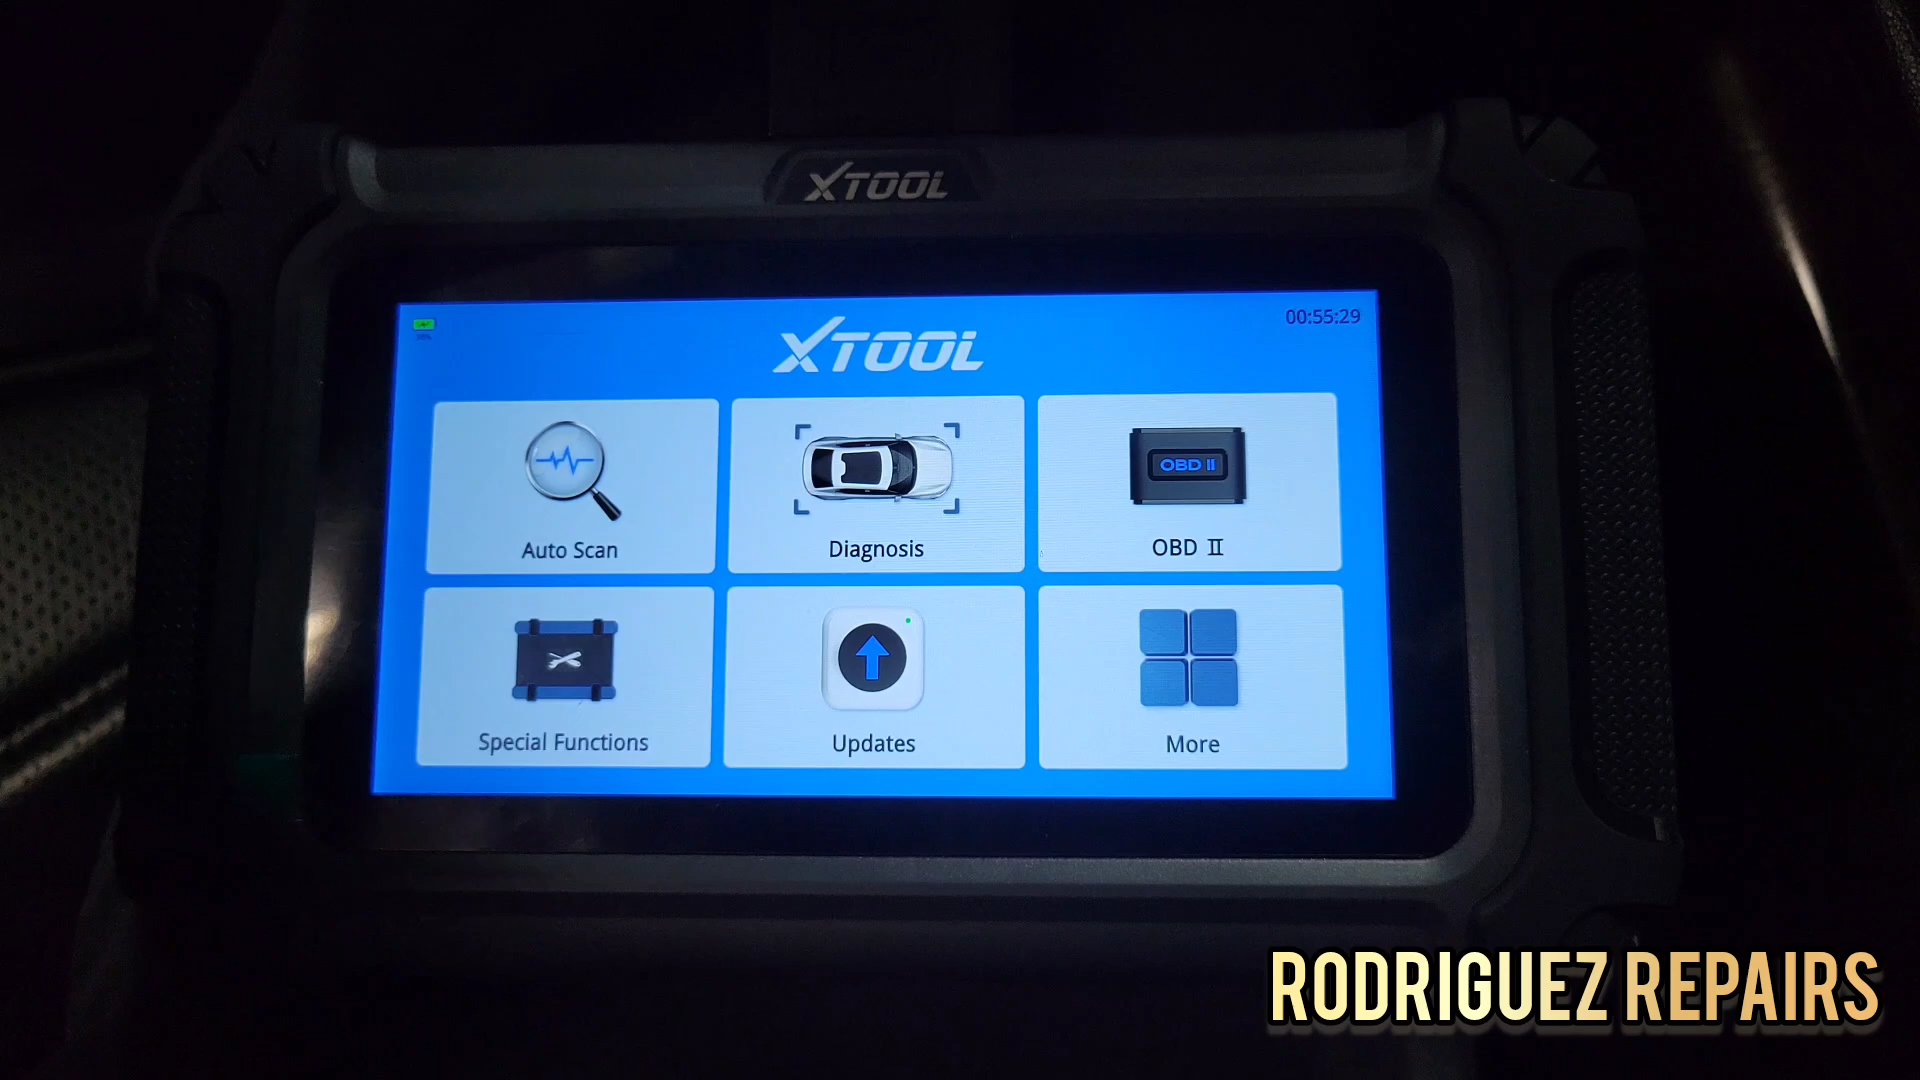 XTOOL
00:55:29
XTOOL
OBD II
Auto Scan
Diagnosis
OBD II
Special Functions
Updates
More
RODRIGUEZ REPAIRS